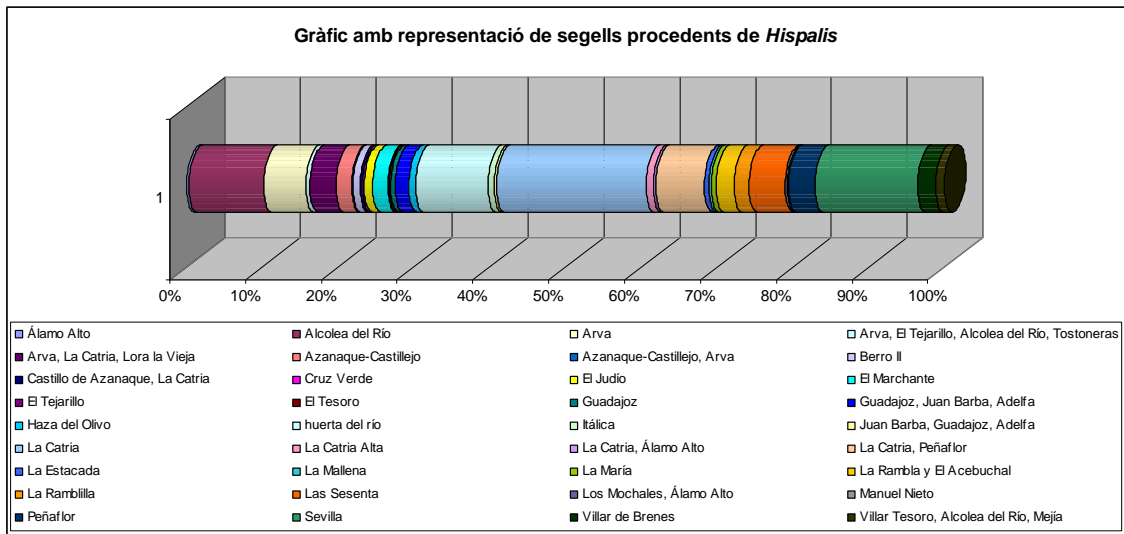 Gràfic amb representació de segells procedents de Hispalis
1
0% 10% 20% 30% 40% 50% 60% 70% 80% 90% 100%
Álamo Alto Alcolea del Río Arva Arva, El Tejarillo, Alcolea del Río, Tostoneras
Arva, La Catria, Lora la Vieja Azanaque-Castillejo Azanaque-Castillejo, Arva Berro II
Castillo de Azanaque, La Catria Cruz Verde El Judío El Marchante
El Tejarillo El Tesoro Guadajoz Guadajoz, Juan Barba, Adelfa
Haza del Olivo huerta del río Itálica Juan Barba, Guadajoz, Adelfa
La Catria La Catria Alta La Catria, Álamo Alto La Catria, Peñaflor
La Estacada La Mallena La María La Rambla y El Acebuchal
La Ramblilla Las Sesenta Los Mochales, Álamo Alto Manuel Nieto
Peñaflor Sevilla Villar de Brenes Villar Tesoro, Alcolea del Río, Mejía